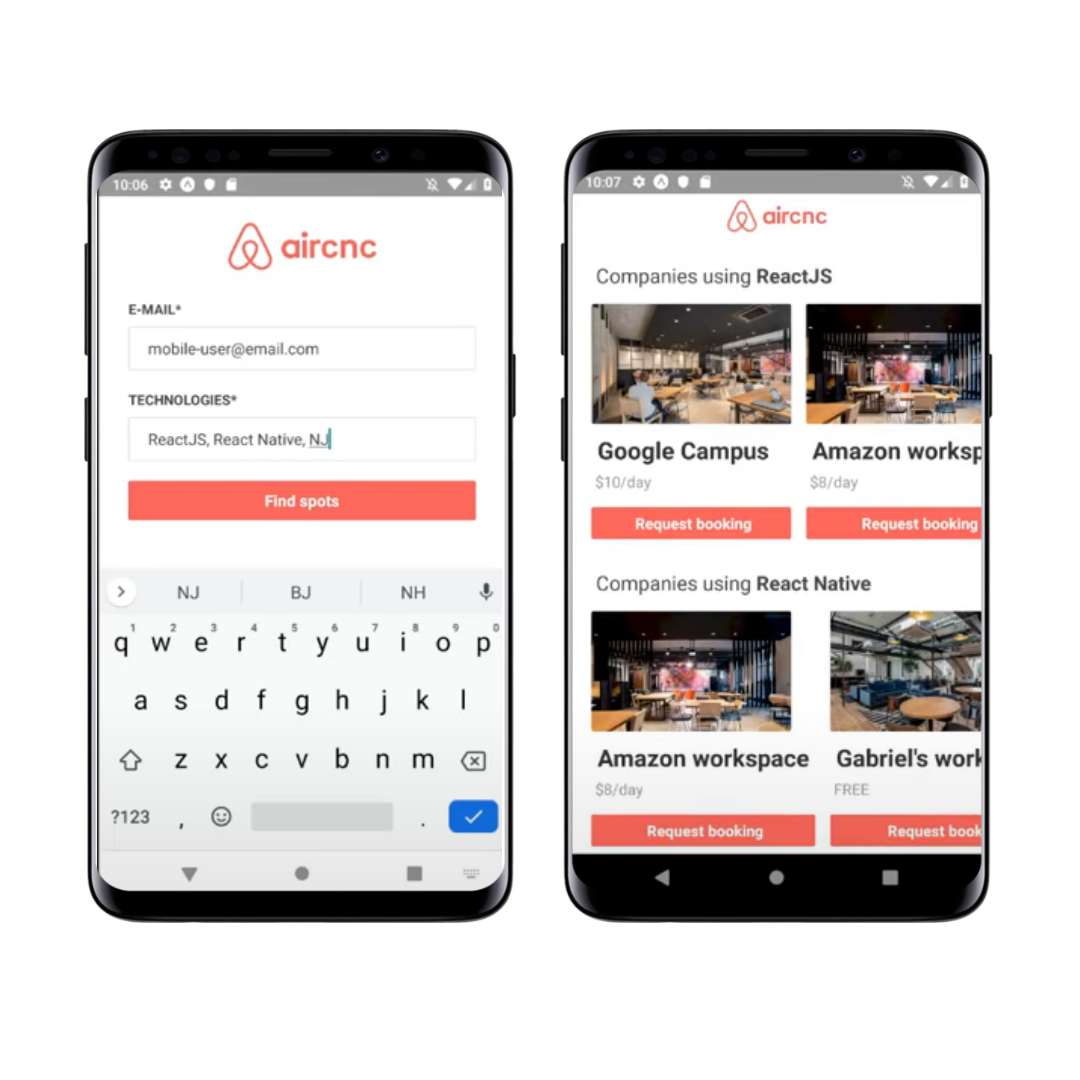 10:06
aircnc
E-MAIL*
mobile-user@email.com
TECHNOLOGIES*
ReactJS, React Native, NJ
Find spots
NJ BJ NH
1 2 3 4 5 6 7 8 9 0
q w e r t y u i o p
a s d f g h j k l
z x c v b n m
?123 , .
10:07
aircnc
Companies using ReactJS
Google Campus Amazon worksp
$10/day $8/day
Request booking Request booking
Companies using React Native
Amazon workspace Gabriel's work
$8/day FREE
Request booking Request book